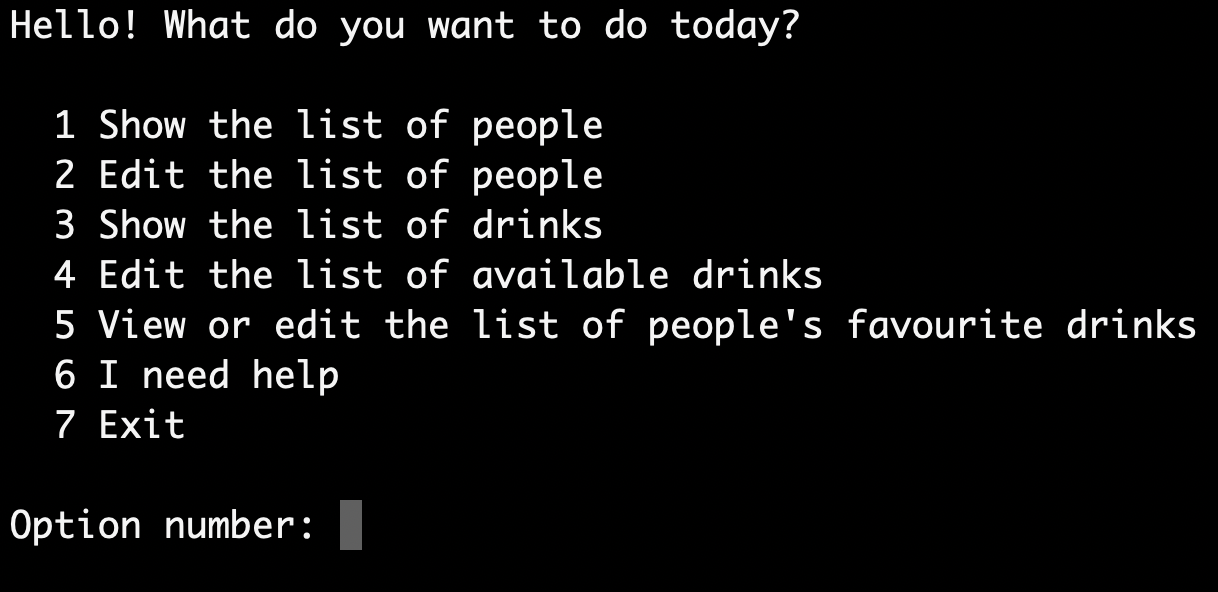 Hello! What do you want to do today?
1 Show the list of people
2 Edit the list of people
3 Show the list of drinks
4 Edit the list of available drinks
5 View or edit the list of people's favourite drinks
6 I need help
7 Exit
Option number: